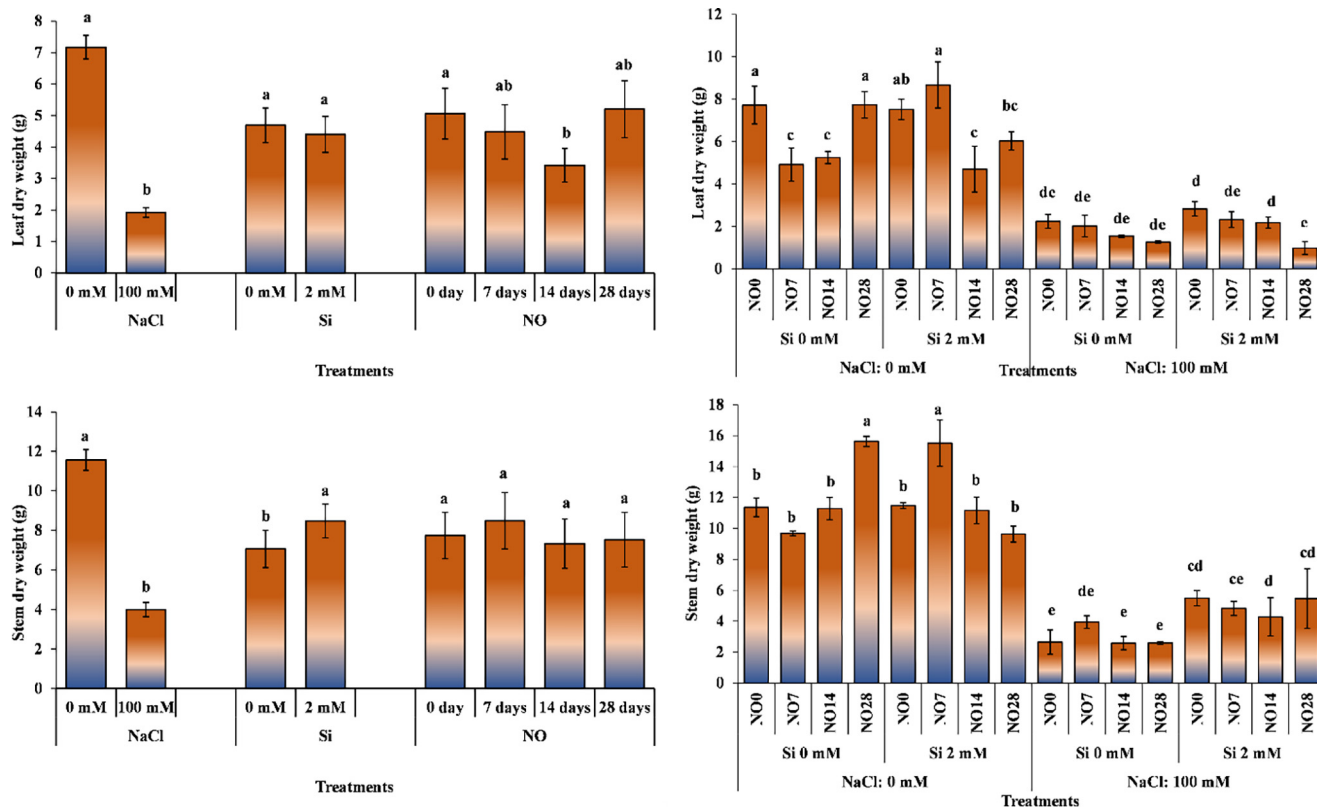 8
7
6
5
4
3
2
1
0
Leaf dry weight (g)
a
b
a
a
a
ab
b
ab
0 mM 100 mM 0 mM 2 mM 0 day 7 days 14 days 28 days
NaCl Si NO
Treatments
12
10
8
6
4
2
0
Leaf dry weight (g)
a
c
c
a
ab
a
c
bc
de
de
de
de
d
de
d
e
NO0 NO7 NO14 NO28 NO0 NO7 NO14 NO28 NO0 NO7 NO14 NO28 NO0 NO7 NO14 NO28
Si 0 mM Si 2 mM Si 0 mM Si 2 mM
NaCl: 0 mM Treatments NaCl: 100 mM
14
12
10
8
6
4
2
0
Stem dry weight (g)
a
b
b
a
a
a
a
a
0 mM 100 mM 0 mM 2 mM 0 day 7 days 14 days 28 days
NaCl Si NO
Treatments
18
16
14
12
10
8
6
4
2
0
Stem dry weight (g)
b
b
b
a
b
a
b
b
e
de
e
e
cd
ce
d
cd
NO0 NO7 NO14 NO28 NO0 NO7 NO14 NO28 NO0 NO7 NO14 NO28 NO0 NO7 NO14 NO28
Si 0 mM Si 2 mM Si 0 mM Si 2 mM
NaCl: 0 mM NaCl: 100 mM
Treatments